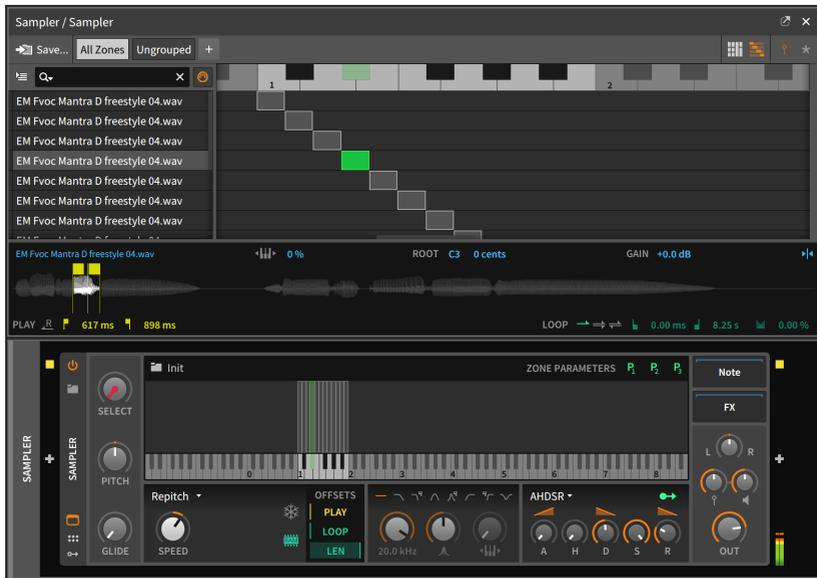 Sampler / Sampler
Save... All Zones Ungrouped +
1 2
EM Fvoc Mantra D freestyle 04.wav
EM Fvoc Mantra D freestyle 04.wav
EM Fvoc Mantra D freestyle 04.wav
EM Fvoc Mantra D freestyle 04.wav
EM Fvoc Mantra D freestyle 04.wav
EM Fvoc Mantra D freestyle 04.wav
EM Fvoc Mantra D freestyle 04.wav
EM Fvoc Mantra D freestyle 04.wav 0 % ROOT C3 0 cents GAIN +0.0 dB
PLAY R 617 ms 898 ms LOOP 0.00 ms 8.25 s 0.00 %
SAMPLER
SAMPLER
SELECT
PITCH
GLIDE
Init ZONE PARAMETERS P1 P2 P3
0 1 2 3 4 5 6 7 8
Repitch
SPEED
OFFSETS
PLAY
LOOP
LEN
20.0 kHz
AHDSR
A H D S R
Note
FX
L R
OUT